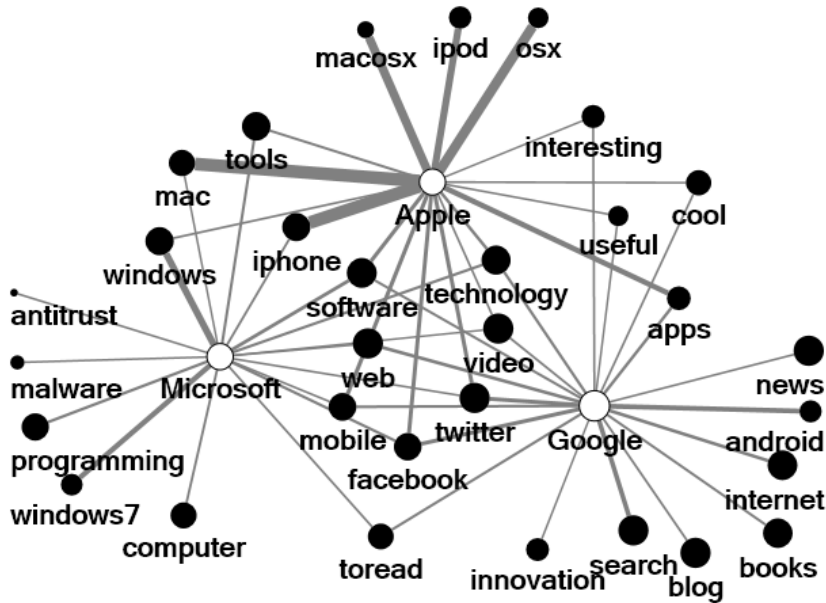 macosx
ipod
osx
tools
interesting
mac
Apple
cool
useful
windows
iphone
software
technology
antitrust
apps
malware
Microsoft
web
video
news
programming
mobile
twitter
Google
android
facebook
windows7
internet
computer
toread
innovation
search
blog
books